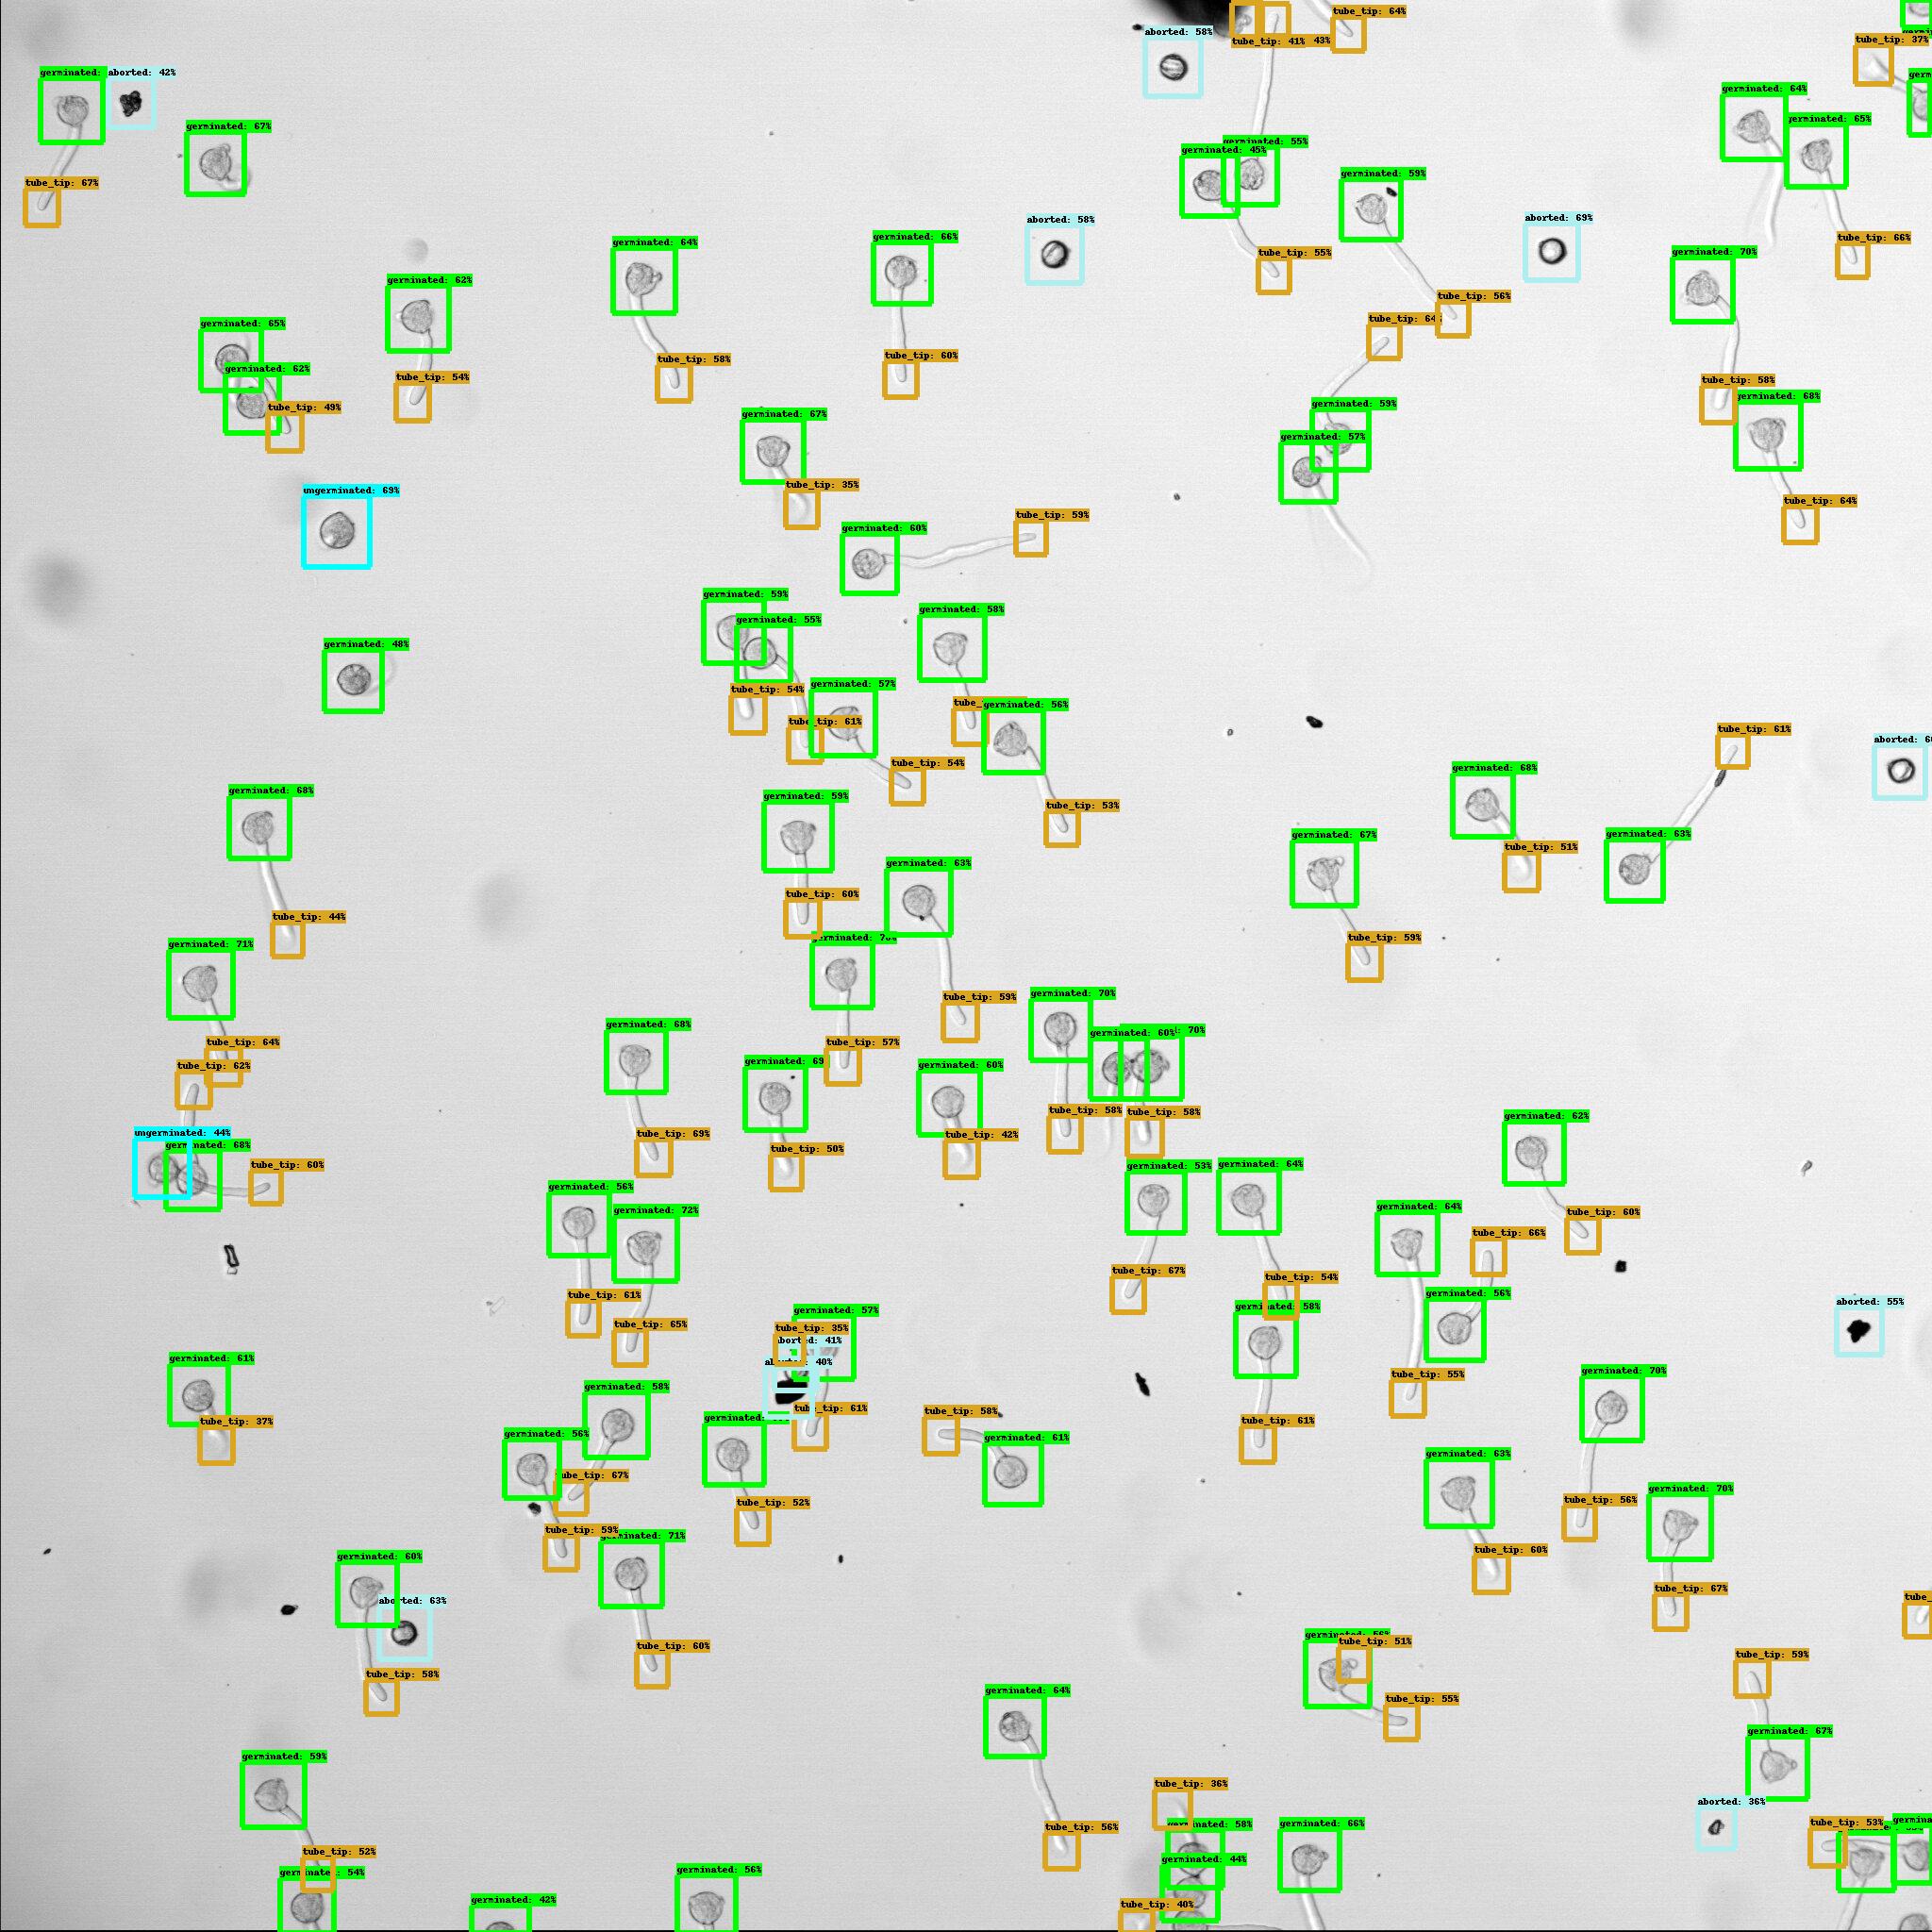 tube_tip: 64%
aborted: 58%
tube_tip: 41%
43%
tube_tip: 37%
germinated:
aborted: 42%
germinated: 64%
germinated: 65%
germinated: 67%
germinated: 55%
germinated: 45%
germinated: 59%
tube_tip: 67%
aborted: 58%
aborted: 69%
germinated: 64%
germinated: 66%
tube_tip: 66%
tube_tip: 55%
germinated: 70%
germinated: 62%
tube_tip: 56%
tube_tip: 64
germinated: 65%
tube_tip: 58%
tube_tip: 60%
germinated: 62%
tube_tip: 54%
tube_tip: 58%
germinated: 68%
tube_tip: 49%
germinated: 59%
germinated: 67%
germinated: 57%
ungerminated: 69%
tube_tip: 35%
tube_tip: 64%
tube_tip: 59%
germinated: 60%
germinated: 59%
germinated: 58%
germinated: 55%
germinated: 48%
germinated: 57%
tube_tip: 54%
germinated: 56%
tube_tip: 61%
tube_tip: 61%
aborted:
tube_tip: 54%
germinated: 68%
germinated: 68%
germinated: 59%
tube_tip: 53%
germinated: 67%
germinated: 63%
germinated: 63%
tube_tip: 51%
tube_tip: 60%
tube_tip: 44%
tube_tip: 59%
germinated: 71%
tube_tip: 59%
germinated: 70%
germinated: 68%
germinated: 60%
70%
tube_tip: 64%
tube_tip: 57%
tube_tip: 62%
germinated: 69
germinated: 60%
tube_tip: 58%
tube_tip: 58%
germinated: 62%
ungerminated: 44%
tube_tip: 69%
tube_tip: 42%
germinated: 68%
tube_tip: 50%
tube_tip: 60%
germinated: 53%
germinated: 64%
germinated: 56%
germinated: 72%
germinated: 64%
tube_tip: 60%
tube_tip: 66%
tube_tip: 67%
tube_tip: 54%
tube_tip: 61%
germinated: 56%
aborted: 55%
germinated: 57%
germinated: 58%
tube_tip: 65%
tube_tip: 35%
aborted: 41%
aborted: 40%
germinated: 61%
tube_tip: 55%
germinated: 70%
germinated: 58%
tube_tip: 61%
tube_tip: 58%
tube_tip: 37%
tube_tip: 61%
germinated: 56%
germinated: 61%
germinated: 63%
tube_tip: 67%
germinated: 70%
tube_tip: 52%
tube_tip: 56%
tube_tip: 59%
germinated: 71%
tube_tip: 60%
germinated: 60%
tube_tip: 67%
aborted: 63%
germinated: 56%
tube_tip: 51%
tube_tip: 60%
tube_tip: 59%
tube_tip: 58%
germinated: 64%
tube_tip: 55%
germinated: 67%
germinated: 59%
tube_tip: 36%
aborted: 36%
germinated: 58%
germinated: 66%
tube_tip: 53%
tube_tip: 56%
tube_tip: 52%
germinated: 44%
germinated: 54%
germinated: 56%
germinated: 42%
tube_tip: 40%